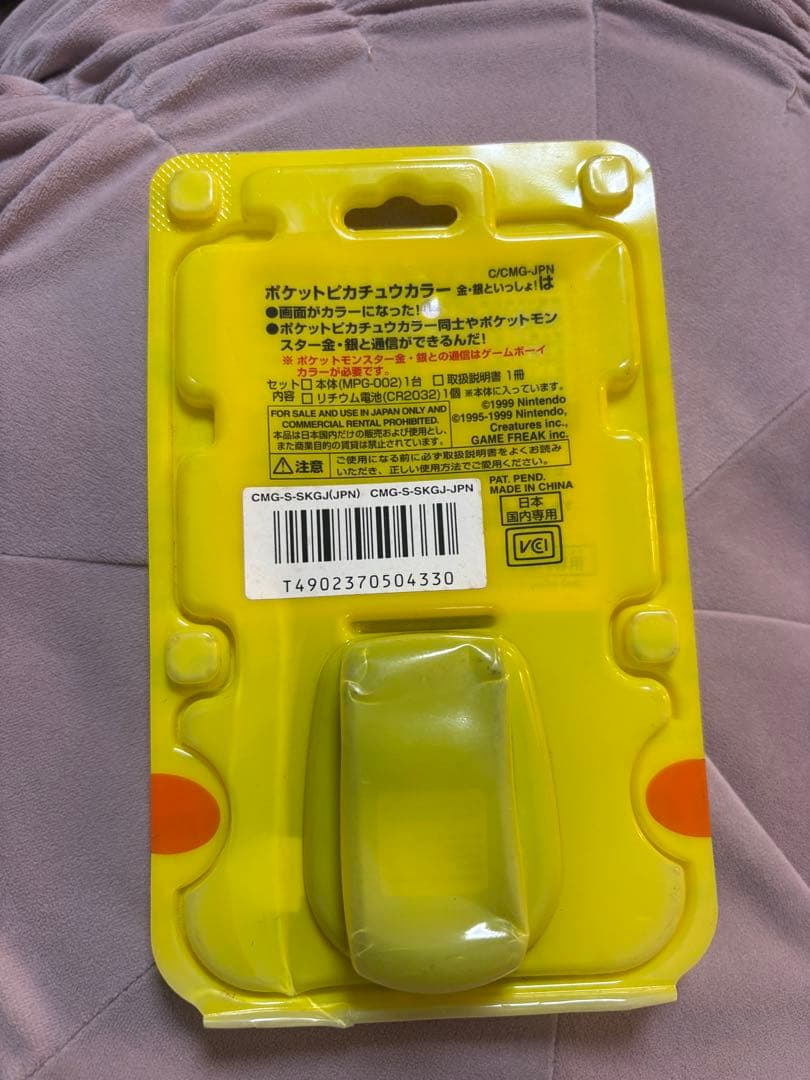 C/CMG-JPN
ポケットピカチュウカラー 金・銀といっしょ!は
●画面がカラーになった!
●ポケットピカチュウカラー同士やポケットモン
スター金・銀と通信ができるんだ!
※ ポケットモンスター金・銀との通信はゲームボーイ
カラーが必要です。
セット内容 □ 本体(MPG-002)1台 □ 取扱説明書 1冊
□ リチウム電池(CR2032)1個 ※本体に入っています。
FOR SALE AND USE IN JAPAN ONLY AND
COMMERCIAL RENTAL PROHIBITED.
本品は日本国内だけの販売および使用とし、
また商業目的の賃貸は禁止されています。
©1999 Nintendo
©1995-1999 Nintendo,
Creatures inc.,
GAME FREAK inc.
⚠注意
ご使用になる前に必ず取扱説明書をよくお読み
いただき、正しい使用方法でご愛用ください。
PAT. PEND.
MADE IN CHINA
日本
国内専用
VCI
CMG-S-SKGJ(JPN) CMG-S-SKGJ-JPN
T4902370504330